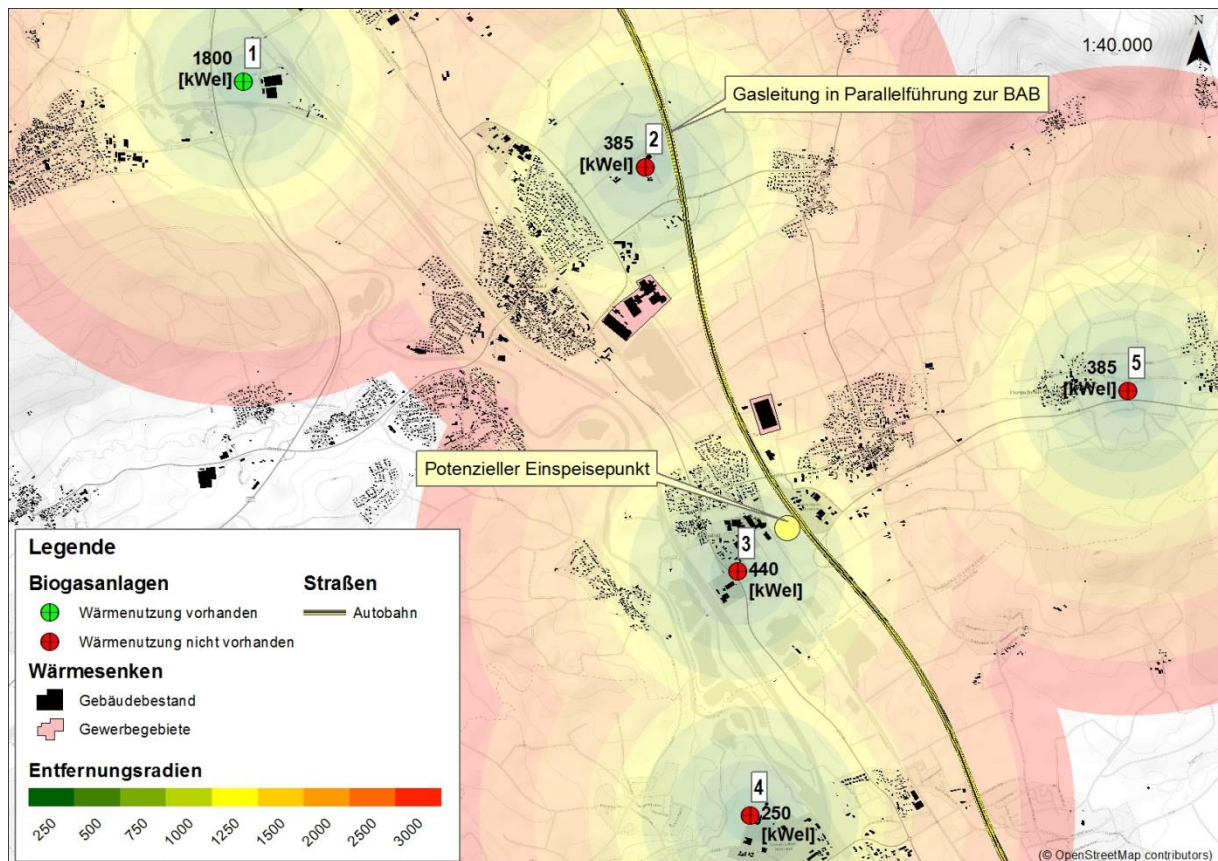 N
1:40.000
1
1800
[kWel]
Gasleitung in Parallelführung zur BAB
2
385
[kWel]
5
385
[kWel]
Potenzieller Einspeisepunkt
3
440
[kWel]
4
250
[kWel]
Legende
Biogasanlagen
Wärmenutzung vorhanden
Wärmenutzung nicht vorhanden
Straßen
Autobahn
Wärmesenken
Gebäudebestand
Gewerbegebiete
Entfernungsradien
250 500 750 1000 1250 1500 2000 2500 3000
(© OpenStreetMap contributors)